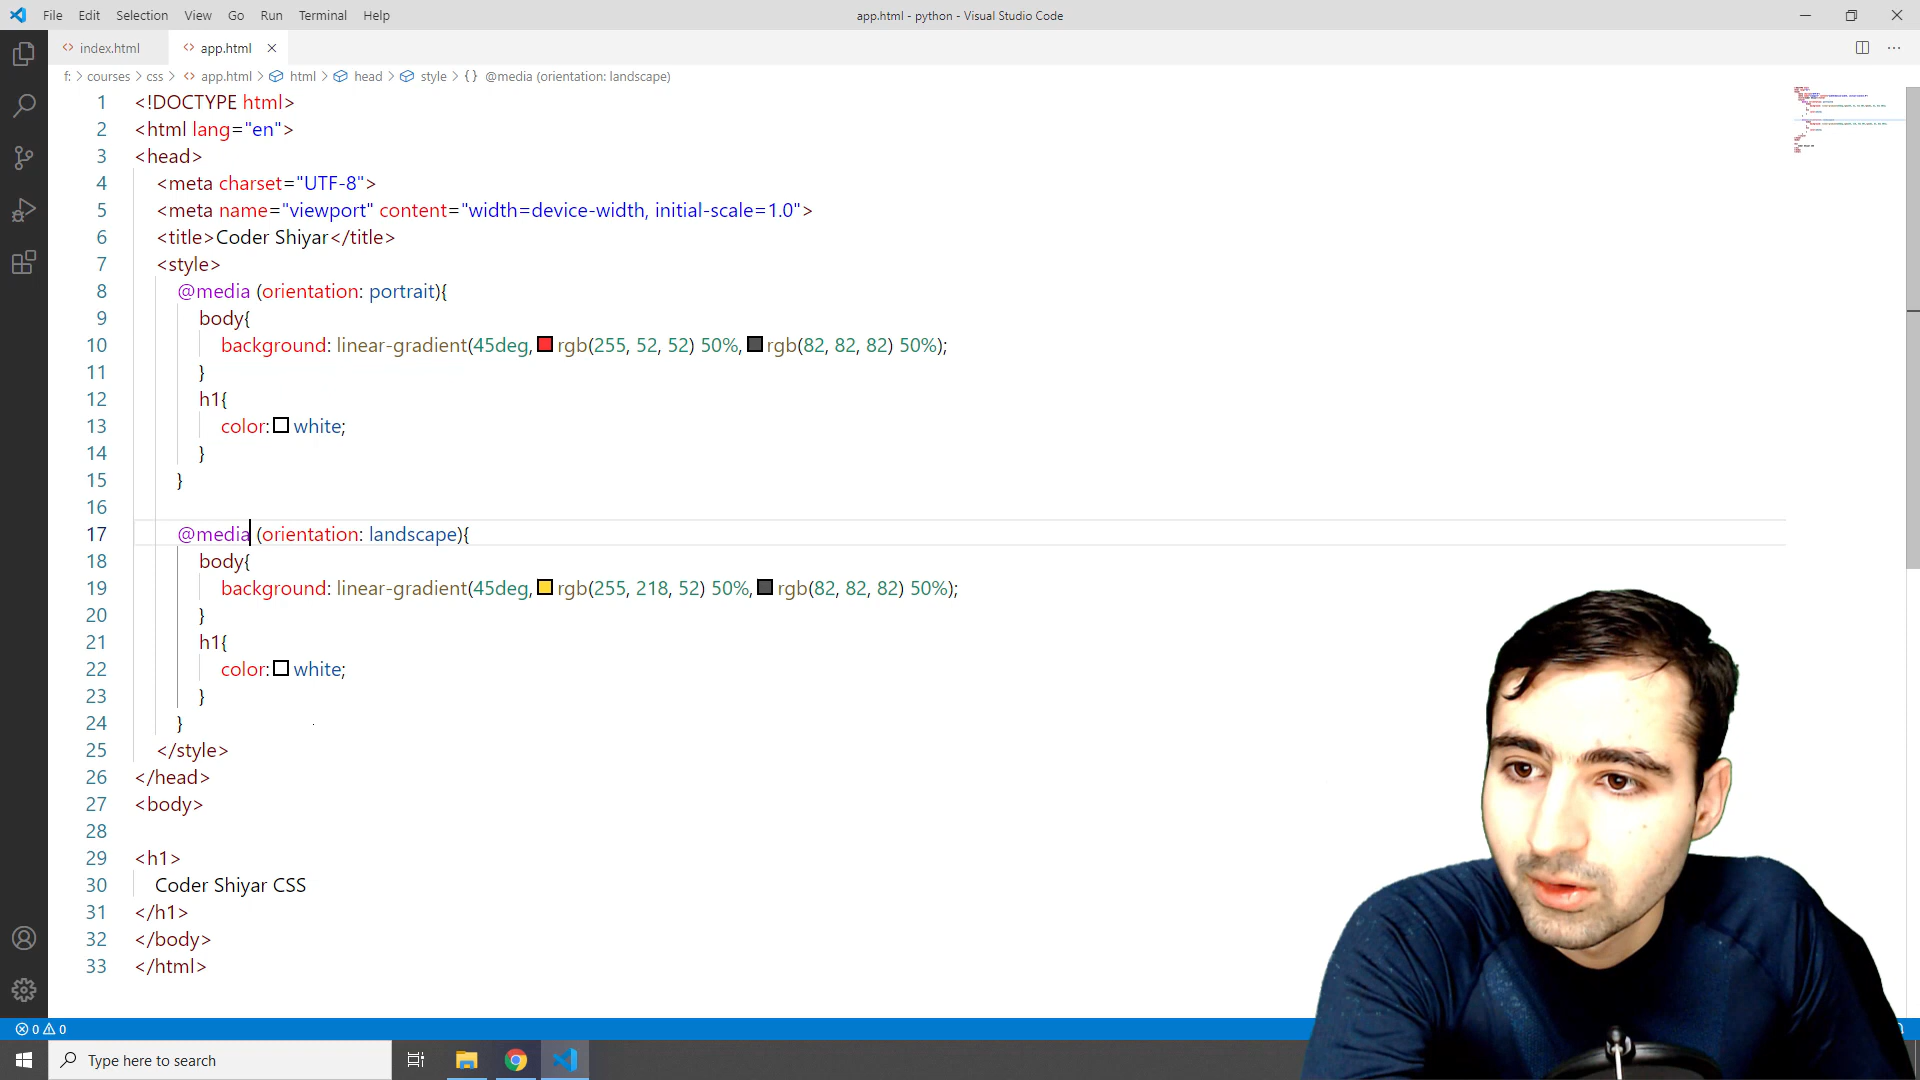 File Edit Selection View Go Run Terminal Help
app.html - python - Visual Studio Code
index.html
app.html
f: > courses > css > app.html > html > head > style > {} @media (orientation: landscape)
1 <!DOCTYPE html>
2 <html lang="en">
3 <head>
4 <meta charset="UTF-8">
5 <meta name="viewport" content="width=device-width, initial-scale=1.0">
6 <title>Coder Shiyar</title>
7 <style>
8 @media (orientation: portrait){
9 body{
10 background: linear-gradient(45deg, rgb(255, 52, 52) 50%, rgb(82, 82, 82) 50%);
11 }
12 h1{
13 color: white;
14 }
15 }
16
17 @media (orientation: landscape){
18 body{
19 background: linear-gradient(45deg, rgb(255, 218, 52) 50%, rgb(82, 82, 82) 50%);
20 }
21 h1{
22 color: white;
23 }
24 }
25 </style>
26 </head>
27 <body>
28
29 <h1>
30 Coder Shiyar CSS
31 </h1>
32 </body>
33 </html>
0 0
Type here to search